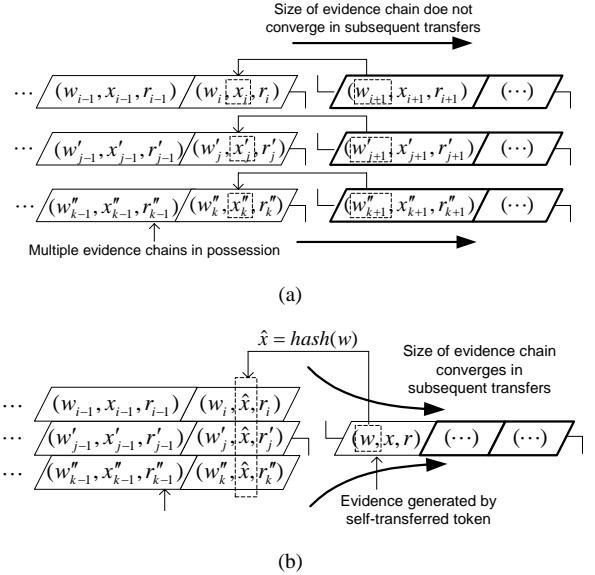 Size of evidence chain doe not
converge in subsequent transfers
··· (w_{i−1}, x_{i−1}, r_{i−1}) (w_i, x_i, r_i) (w_{i+1}, x_{i+1}, r_{i+1}) (···)
··· (w′_{j−1}, x′_{j−1}, r′_{j−1}) (w′_j, x′_j, r′_j) (w′_{j+1}, x′_{j+1}, r′_{j+1}) (···)
··· (w″_{k−1}, x″_{k−1}, r″_{k−1}) (w″_k, x″_k, r″_k) (w″_{k+1}, x″_{k+1}, r″_{k+1}) (···)
Multiple evidence chains in possession
(a)
x̂ = hash(w)
Size of evidence chain
converges in
subsequent transfers
··· (w_{i−1}, x_{i−1}, r_{i−1}) (w_i, x̂, r_i)
··· (w′_{j−1}, x′_{j−1}, r′_{j−1}) (w′_j, x̂, r′_j) (w, x, r) (···) (···)
··· (w″_{k−1}, x″_{k−1}, r″_{k−1}) (w″_k, x̂, r″_k)
Evidence generated by
self-transferred token
(b)